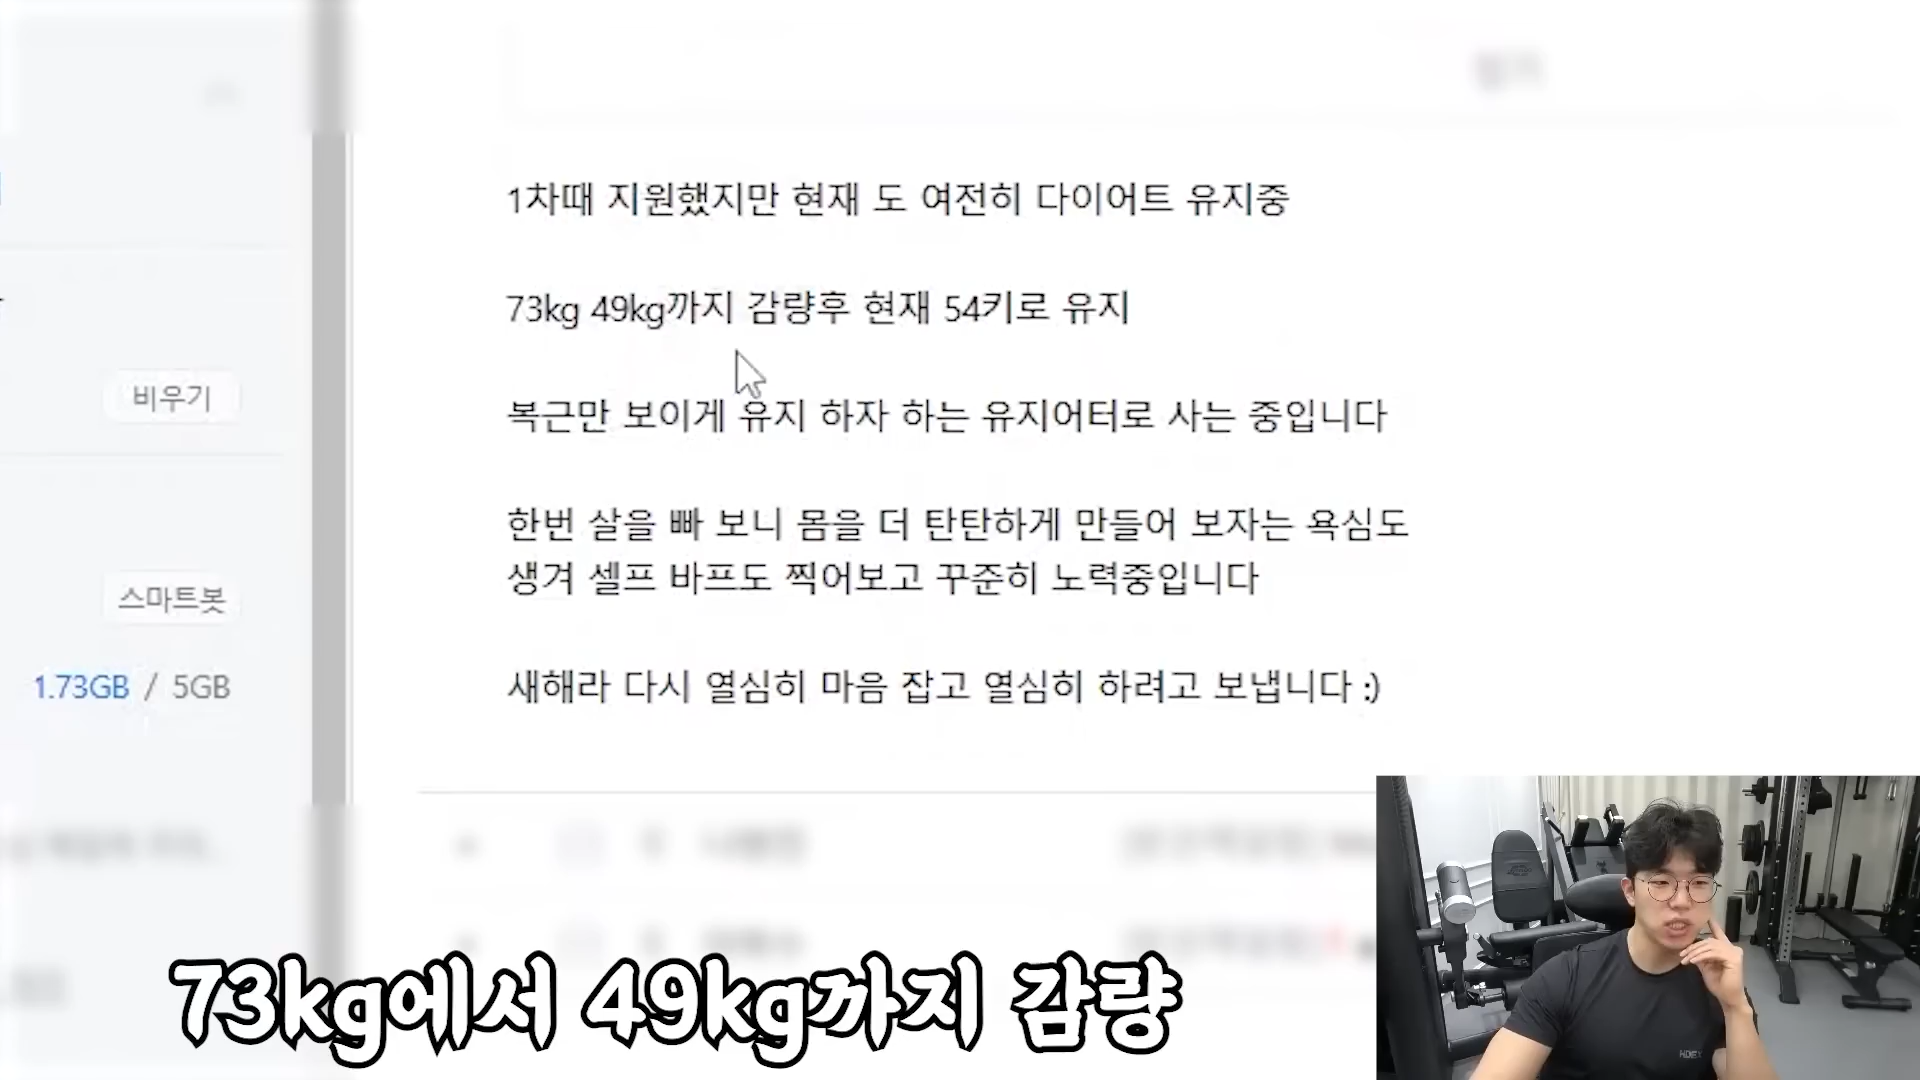 1차때 지원했지만 현재 도 여전히 다이어트 유지중
73kg 49kg까지 감량후 현재 54키로 유지
비우기
복근만 보이게 유지 하자 하는 유지어터로 사는 중입니다
한번 살을 빠 보니 몸을 더 탄탄하게 만들어 보자는 욕심도
생겨 셀프 바프도 찍어보고 꾸준히 노력중입니다
스마트봇
1.73GB / 5GB
새해라 다시 열심히 마음 잡고 열심히 하려고 보냅니다 :)
73kg에서 49kg까지 감량
HDEX